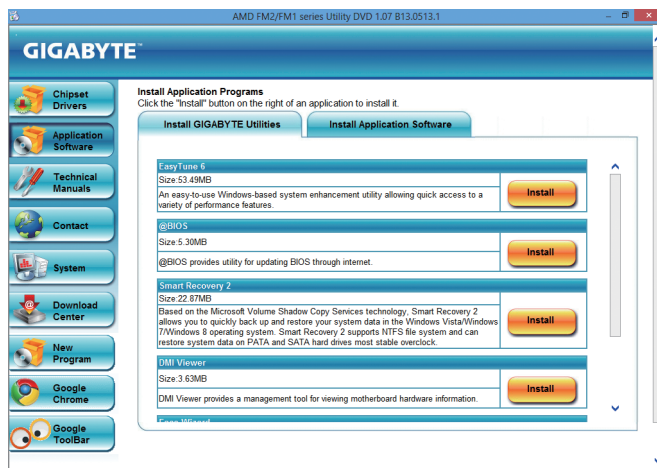 AMD FM2/FM1 series Utility DVD 1.07 B13.0513.1
GIGABYTE™
Chipset
Drivers
Application
Software
Technical
Manuals
Contact
System
Download
Center
New
Program
Google
Chrome
Google
ToolBar
Install Application Programs
Click the "Install" button on the right of an application to install it.
Install GIGABYTE Utilities
Install Application Software
EasyTune 6
Size:53.49MB
An easy-to-use Windows-based system enhancement utility allowing quick access to a
variety of performance features.
Install
@BIOS
Size:5.30MB
@BIOS provides utility for updating BIOS through internet.
Install
Smart Recovery 2
Size:22.87MB
Based on the Microsoft Volume Shadow Copy Services technology, Smart Recovery 2
allows you to quickly back up and restore your system data in the Windows Vista/Windows
7/Windows 8 operating system. Smart Recovery 2 supports NTFS file system and can
restore system data on PATA and SATA hard drives most stable overclock.
Install
DMI Viewer
Size:3.63MB
DMI Viewer provides a management tool for viewing motherboard hardware information.
Install